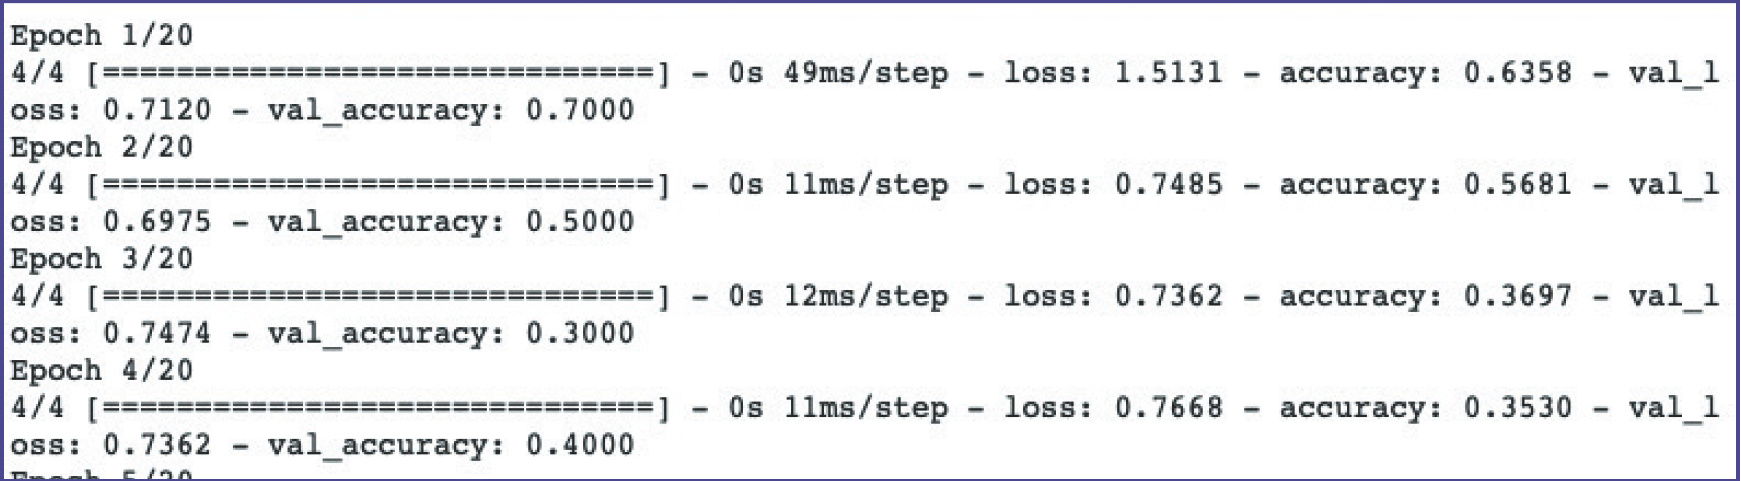 Epoch 1/20
4/4 [==============================] - 0s 49ms/step - loss: 1.5131 - accuracy: 0.6358 - val_l
oss: 0.7120 - val_accuracy: 0.7000
Epoch 2/20
4/4 [==============================] - 0s 11ms/step - loss: 0.7485 - accuracy: 0.5681 - val_l
oss: 0.6975 - val_accuracy: 0.5000
Epoch 3/20
4/4 [==============================] - 0s 12ms/step - loss: 0.7362 - accuracy: 0.3697 - val_l
oss: 0.7474 - val_accuracy: 0.3000
Epoch 4/20
4/4 [==============================] - 0s 11ms/step - loss: 0.7668 - accuracy: 0.3530 - val_l
oss: 0.7362 - val_accuracy: 0.4000
Epoch 5/20